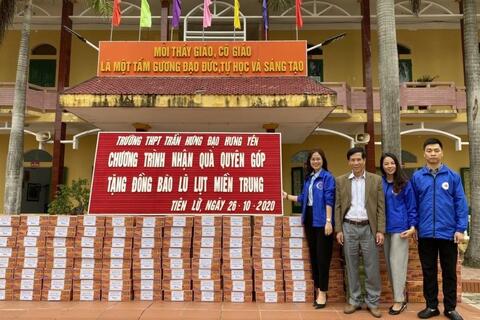 MỖI THẦY GIÁO, CÔ GIÁO
LÀ MỘT TẤM GƯƠNG ĐẠO ĐỨC, TỰ HỌC VÀ SÁNG TẠO
TRƯỜNG THPT TRẦN HƯNG ĐẠO HƯNG YÊN
CHƯƠNG TRÌNH NHẬN QUÀ QUYÊN GÓP
TẶNG ĐỒNG BÀO LŨ LỤT MIỀN TRUNG
TIÊN LỮ, NGÀY 26-10-2020